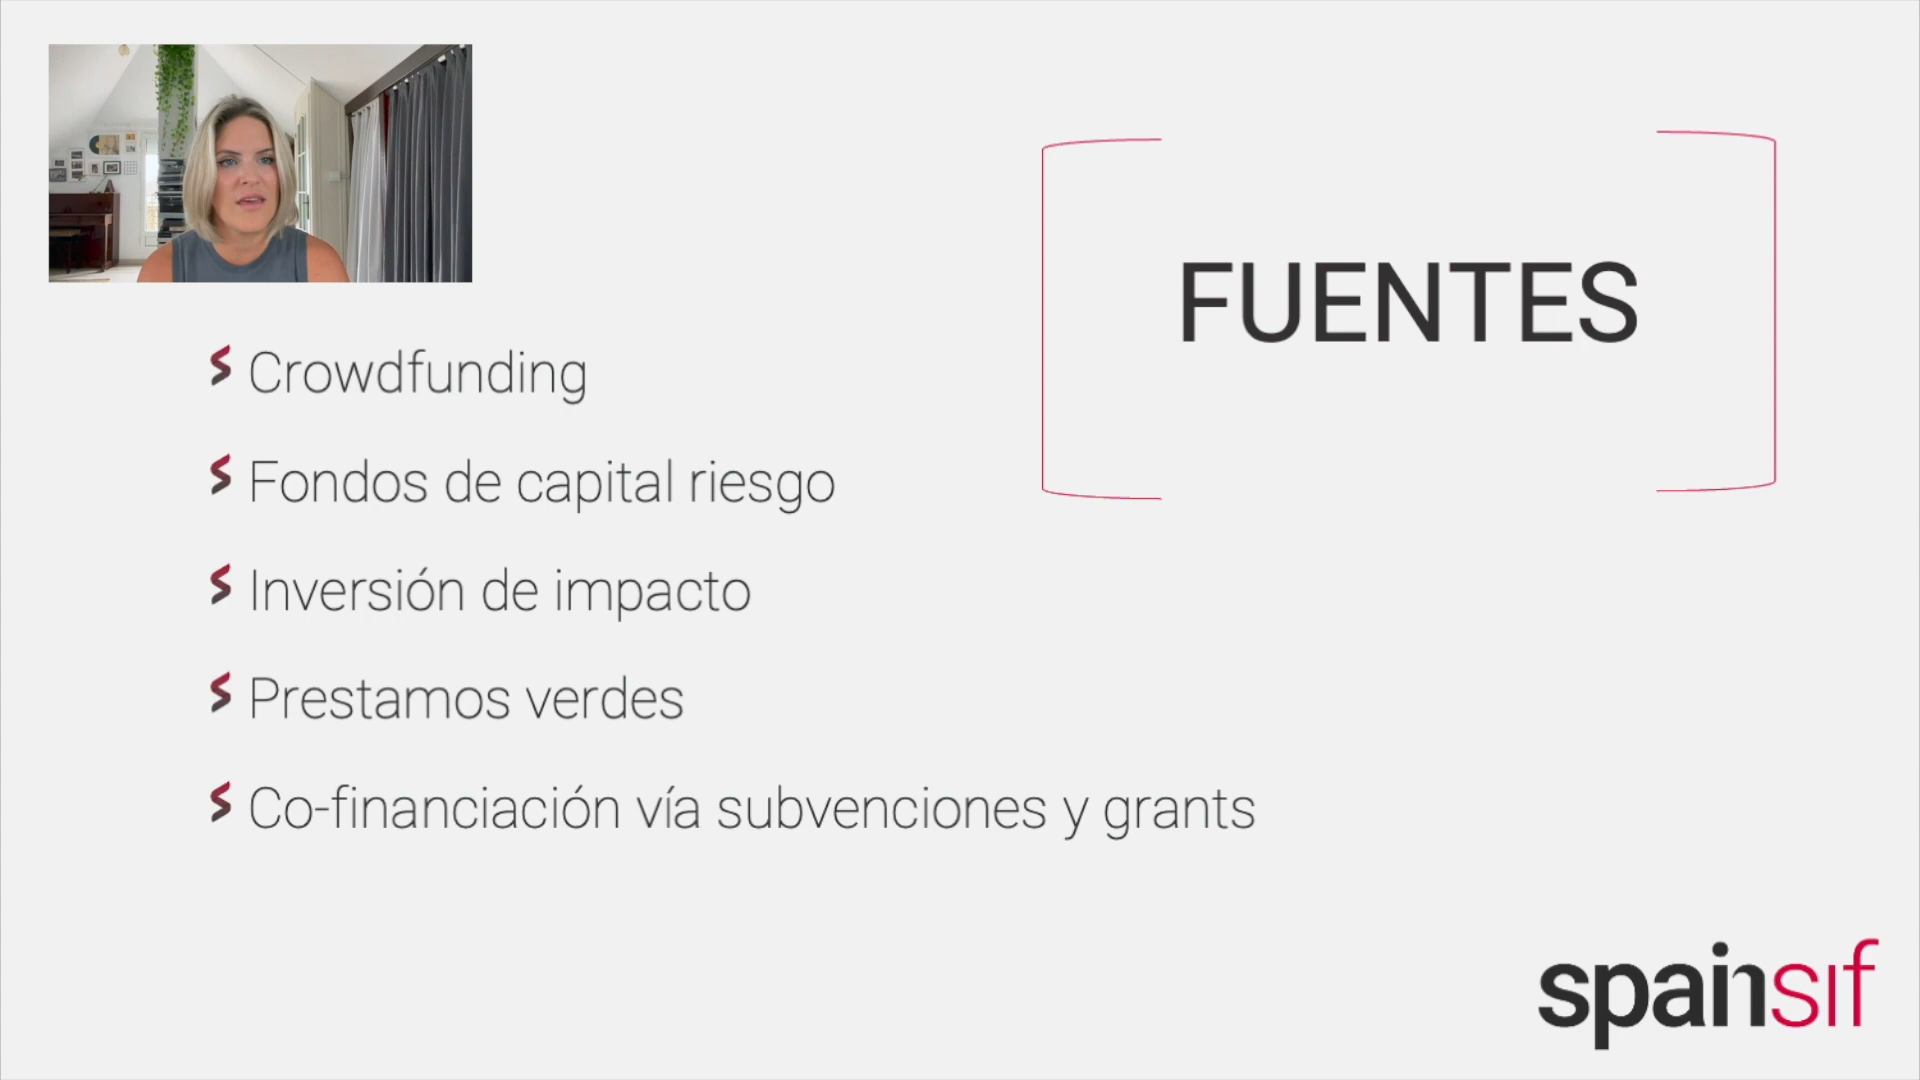 FUENTES
Crowdfunding
Fondos de capital riesgo
Inversión de impacto
Prestamos verdes
Co-financiación vía subvenciones y grants
spainsif